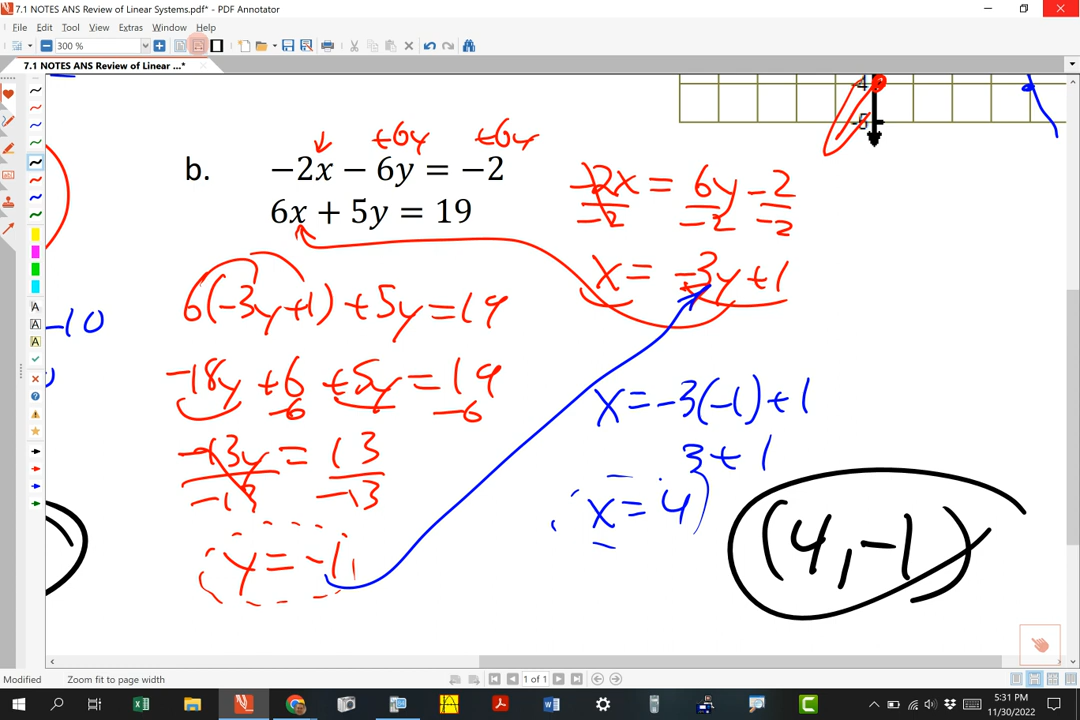 7.1 NOTES ANS Review of Linear Systems.pdf* - PDF Annotator
File Edit Tool View Extras Window Help
300 %
7.1 NOTES ANS Review of Linear ...*
-4
-5
+6y +6y
b. −2x − 6y = −2
6x + 5y = 19
-2x = 6y - 2
-2 -2 -2
x = -3y + 1
6(-3y+1) + 5y = 19
-10
-18y + 6 + 5y = 19
-6 -6
-13y = 13
-13 -13
y = -1
x = -3(-1) + 1
3 + 1
x = 4
(4, -1)
Modified Zoom fit to page width 1 of 1
5:31 PM
11/30/2022